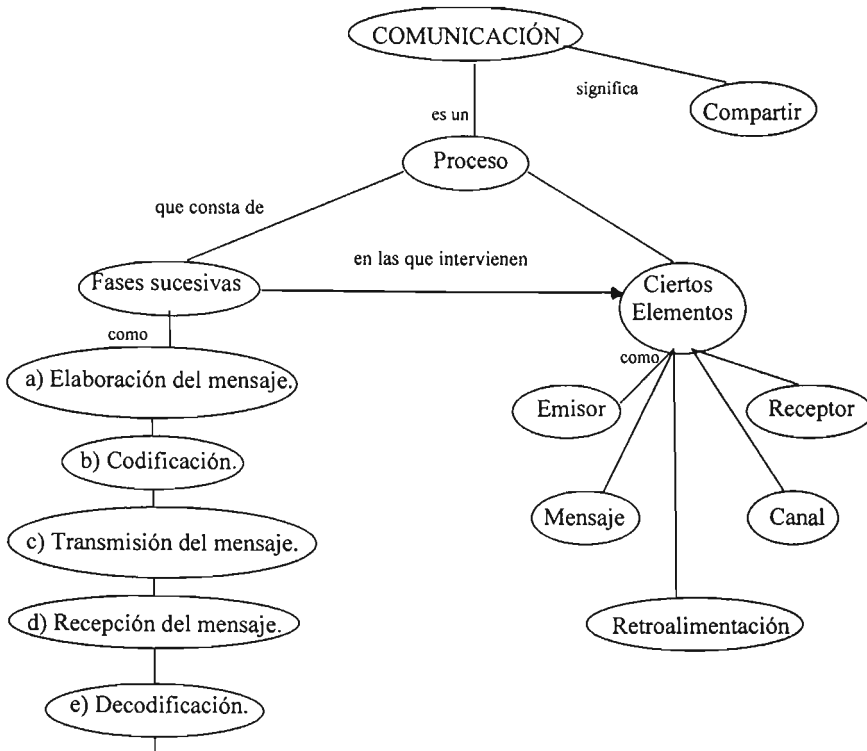 COMUNICACIÓN
significa
Compartir
es un
Proceso
que consta de
en las que intervienen
Fases sucesivas
Ciertos
Elementos
como
como
a) Elaboración del mensaje.
Emisor
Receptor
b) Codificación.
Mensaje
Canal
c) Transmisión del mensaje.
d) Recepción del mensaje.
Retroalimentación
e) Decodificación.